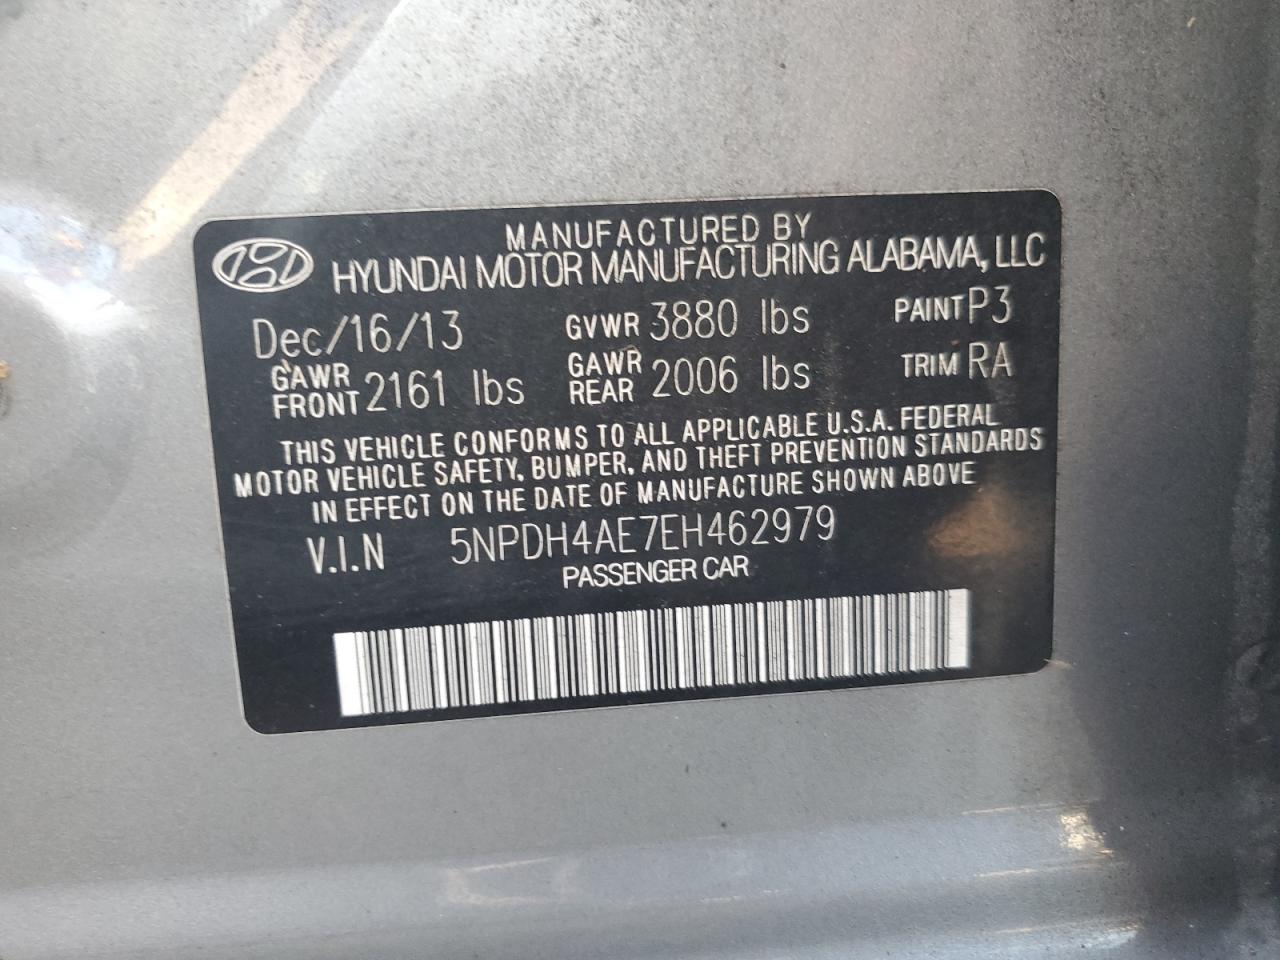 MANUFACTURED BY
HYUNDAI MOTOR MANUFACTURING ALABAMA, LLC
Dec/16/13 GVWR 3880 lbs PAINT P3
GAWR FRONT 2161 lbs GAWR REAR 2006 lbs TRIM RA
THIS VEHICLE CONFORMS TO ALL APPLICABLE U.S.A. FEDERAL
MOTOR VEHICLE SAFETY, BUMPER, AND THEFT PREVENTION STANDARDS
IN EFFECT ON THE DATE OF MANUFACTURE SHOWN ABOVE
V.I.N 5NPDH4AE7EH462979
PASSENGER CAR